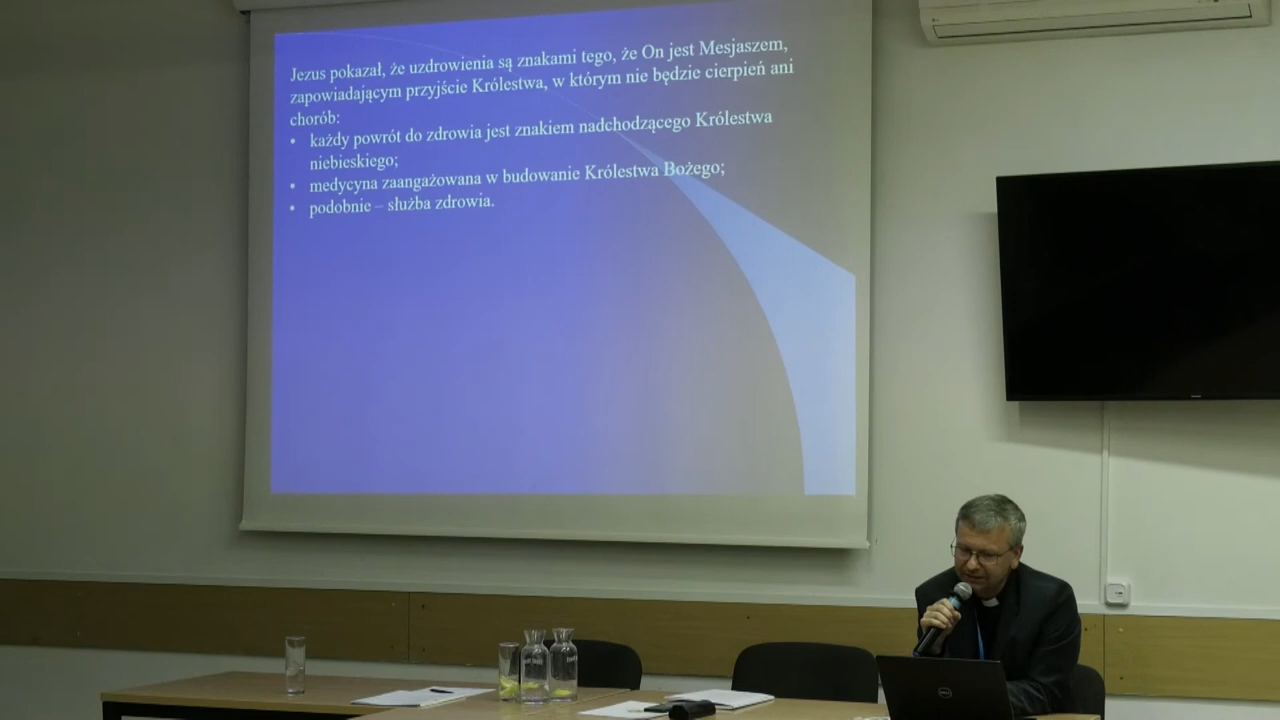 Jezus pokazał, że uzdrowienia są znakami tego, że On jest Mesjaszem,
zapowiadającym przyjście Królestwa, w którym nie będzie cierpień ani
chorób:
• każdy powrót do zdrowia jest znakiem nadchodzącego Królestwa
niebieskiego;
• medycyna zaangażowana w budowanie Królestwa Bożego;
• podobnie – służba zdrowia.
DELL